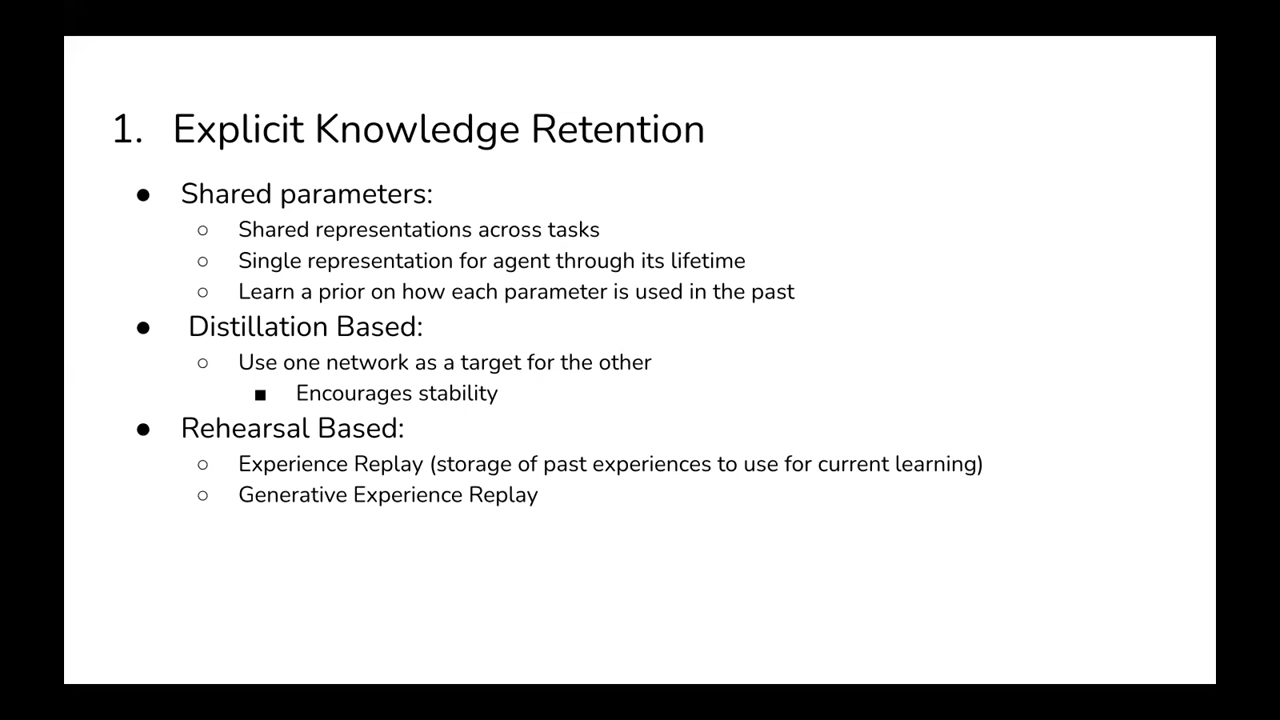 1. Explicit Knowledge Retention
● Shared parameters:
○ Shared representations across tasks
○ Single representation for agent through its lifetime
○ Learn a prior on how each parameter is used in the past
● Distillation Based:
○ Use one network as a target for the other
■ Encourages stability
● Rehearsal Based:
○ Experience Replay (storage of past experiences to use for current learning)
○ Generative Experience Replay